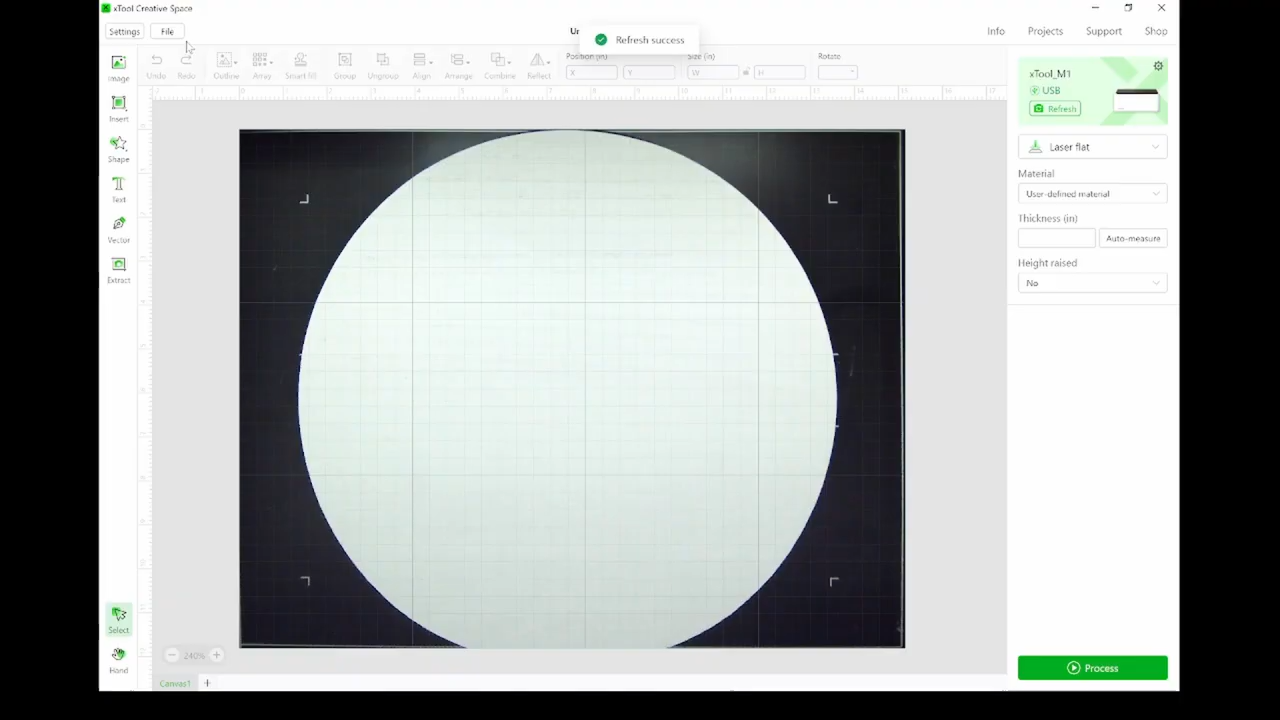 xTool Creative Space
Settings
File
Un
Refresh success
Info
Projects
Support
Shop
Undo
Redo
Outline
Array
Smart fill
Group
Ungroup
Align
Arrange
Combine
Reflect
Position (in)
X
Y
Size (in)
W
H
Rotate
Image
Insert
Shape
Text
Vector
Extract
Select
Hand
240%
Canvas1
xTool_M1
USB
Refresh
Laser flat
Material
User-defined material
Thickness (in)
Auto-measure
Height raised
No
Process